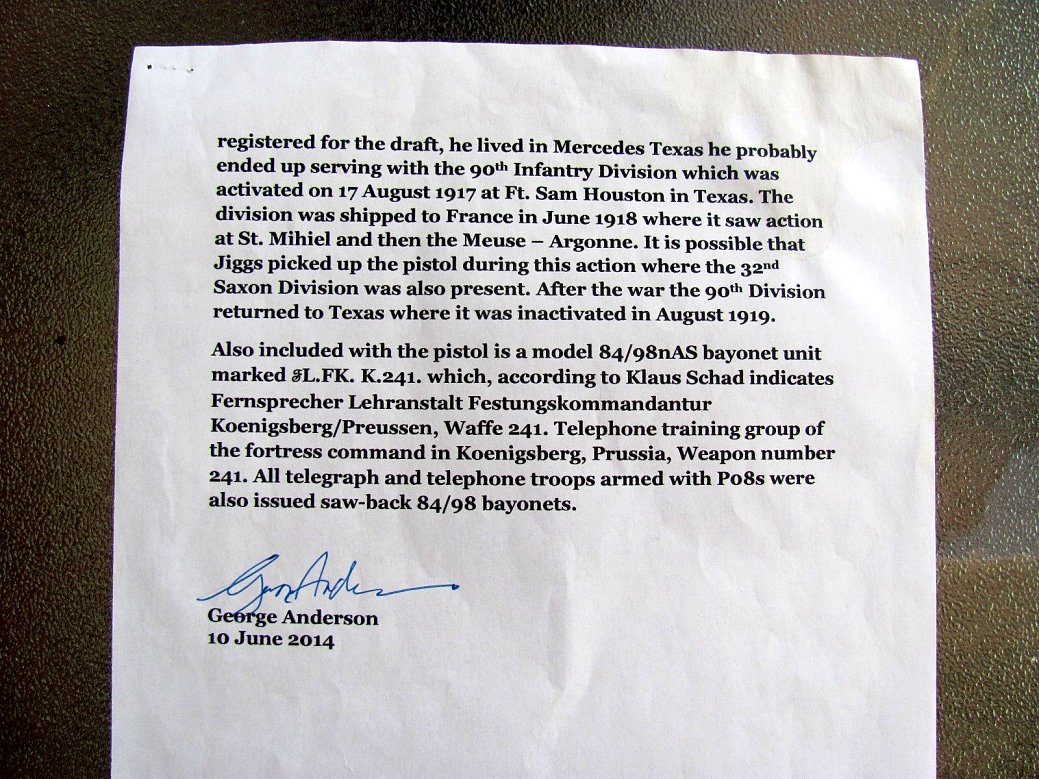 registered for the draft, he lived in Mercedes Texas he probably
ended up serving with the 90th Infantry Division which was
activated on 17 August 1917 at Ft. Sam Houston in Texas. The
division was shipped to France in June 1918 where it saw action
at St. Mihiel and then the Meuse – Argonne. It is possible that
Jiggs picked up the pistol during this action where the 32nd
Saxon Division was also present. After the war the 90th Division
returned to Texas where it was inactivated in August 1919.
Also included with the pistol is a model 84/98nAS bayonet unit
marked FL.FK. K.241. which, according to Klaus Schad indicates
Fernsprecher Lehranstalt Festungskommandantur
Koenigsberg/Preussen, Waffe 241. Telephone training group of
the fortress command in Koenigsberg, Prussia, Weapon number
241. All telegraph and telephone troops armed with P08s were
also issued saw-back 84/98 bayonets.
George Anderson
10 June 2014